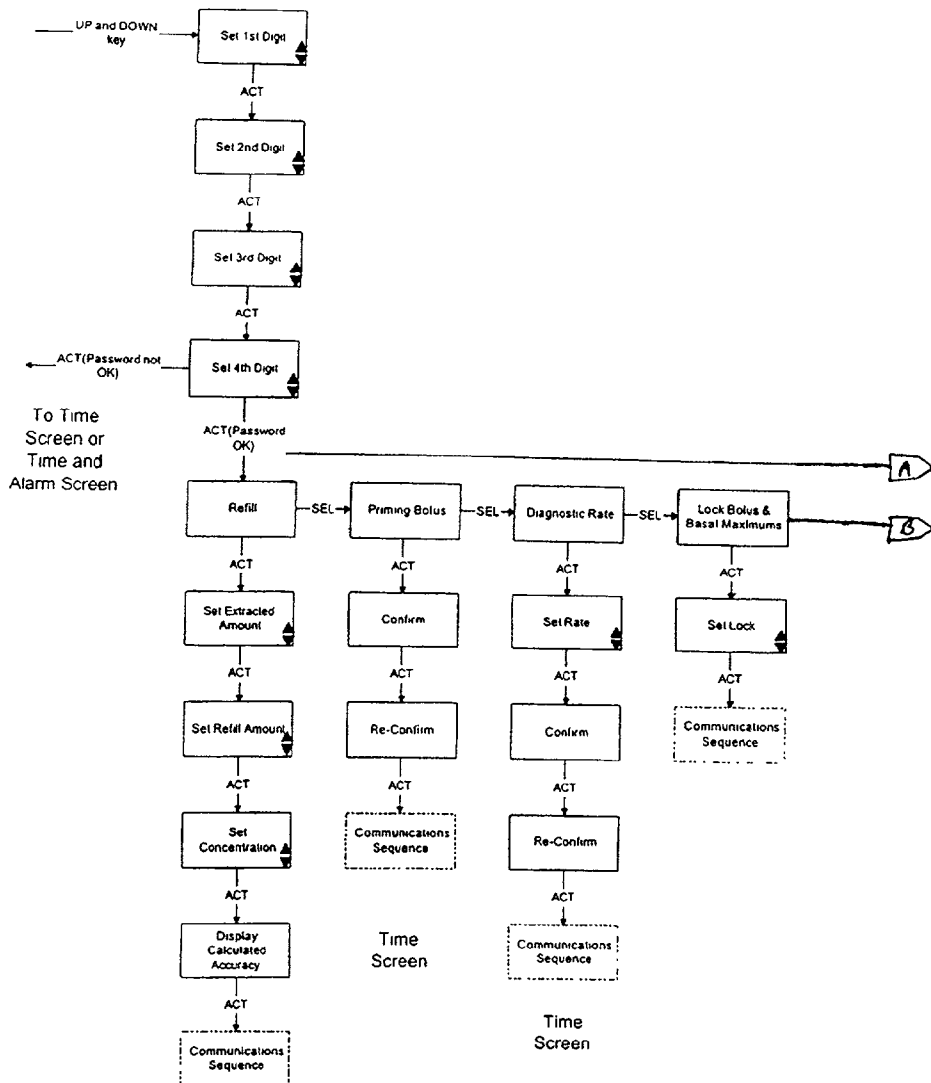 UP and DOWN
key
Set 1st Digit
ACT
Set 2nd Digit
ACT
Set 3rd Digit
ACT
ACT(Password not
OK)
Set 4th Digit
To Time
Screen or
Time and
Alarm Screen
ACT(Password
OK)
A
Refill
SEL
Priming Bolus
SEL
Diagnostic Rate
SEL
Lock Bolus &
Basal Maximums
B
ACT
ACT
ACT
ACT
Set Extracted
Amount
Confirm
Set Rate
Set Lock
ACT
ACT
ACT
ACT
Set Refill Amount
Re-Confirm
Confirm
Communications
Sequence
ACT
ACT
ACT
Set
Concentration
Communications
Sequence
Re-Confirm
ACT
ACT
Display
Calculated
Accuracy
Time
Screen
Communications
Sequence
ACT
Time
Screen
Communications
Sequence